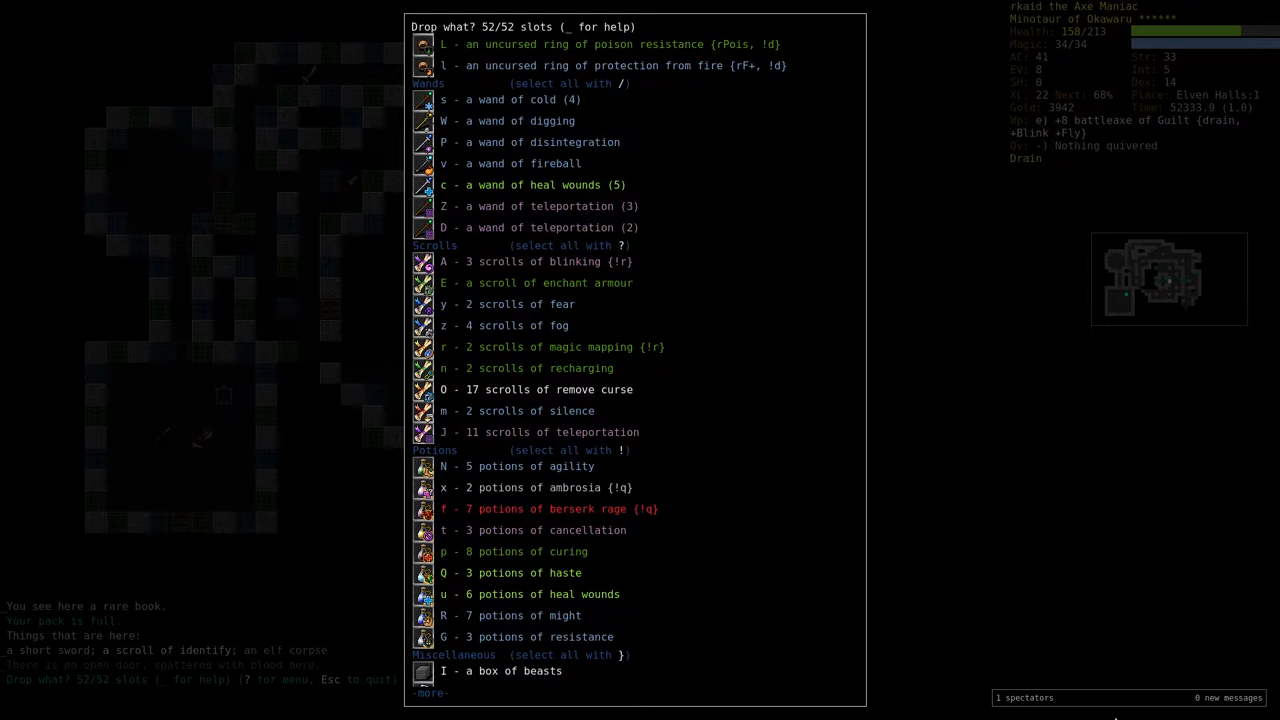 Drop what? 52/52 slots (_ for help)
L - an uncursed ring of poison resistance {rPois, !d}
l - an uncursed ring of protection from fire {rF+, !d}
Wands (select all with /)
s - a wand of cold (4)
W - a wand of digging
P - a wand of disintegration
v - a wand of fireball
c - a wand of heal wounds (5)
Z - a wand of teleportation (3)
D - a wand of teleportation (2)
Scrolls (select all with ?)
A - 3 scrolls of blinking {!r}
E - a scroll of enchant armour
y - 2 scrolls of fear
z - 4 scrolls of fog
r - 2 scrolls of magic mapping {!r}
n - 2 scrolls of recharging
O - 17 scrolls of remove curse
m - 2 scrolls of silence
J - 11 scrolls of teleportation
Potions (select all with !)
N - 5 potions of agility
x - 2 potions of ambrosia {!q}
f - 7 potions of berserk rage {!q}
t - 3 potions of cancellation
p - 8 potions of curing
Q - 3 potions of haste
u - 6 potions of heal wounds
R - 7 potions of might
G - 3 potions of resistance
Miscellaneous (select all with })
I - a box of beasts
-more-
rkaid the Axe Maniac
Minotaur of Okawaru ******
Health: 158/213
Magic: 34/34
AC: 41 Str: 33
EV: 8 Int: 5
SH: 0 Dex: 14
XL: 22 Next: 68% Place: Elven Halls:1
Gold: 3942 Time: 52333.9 (1.0)
Wp: e) +8 battleaxe of Guilt {drain,
+Blink +Fly}
Qv: -) Nothing quivered
Drain
_You see here a rare book.
Your pack is full.
Things that are here:
_a short sword; a scroll of identify; an elf corpse
There is an open door, spattered with blood here.
Drop what? 52/52 slots (_ for help) (? for menu, Esc to quit)
1 spectators 0 new messages